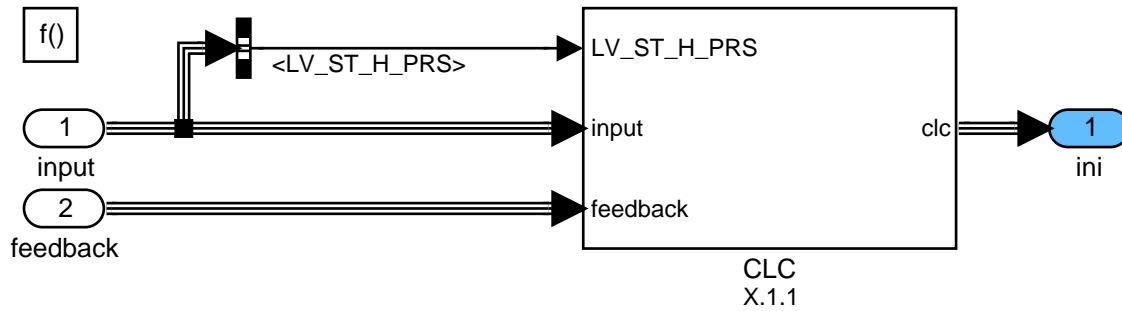 f()
<LV_ST_H_PRS>
LV_ST_H_PRS
1
input
input
clc
1
ini
2
feedback
feedback
CLC
X.1.1